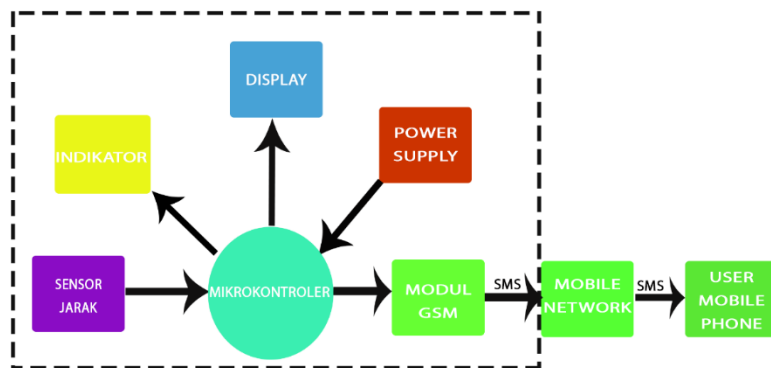 DISPLAY
INDIKATOR
POWER
SUPPLY
SENSOR
JARAK
MIKROKONTROLER
MODUL
GSM
SMS
MOBILE
NETWORK
SMS
USER
MOBILE
PHONE